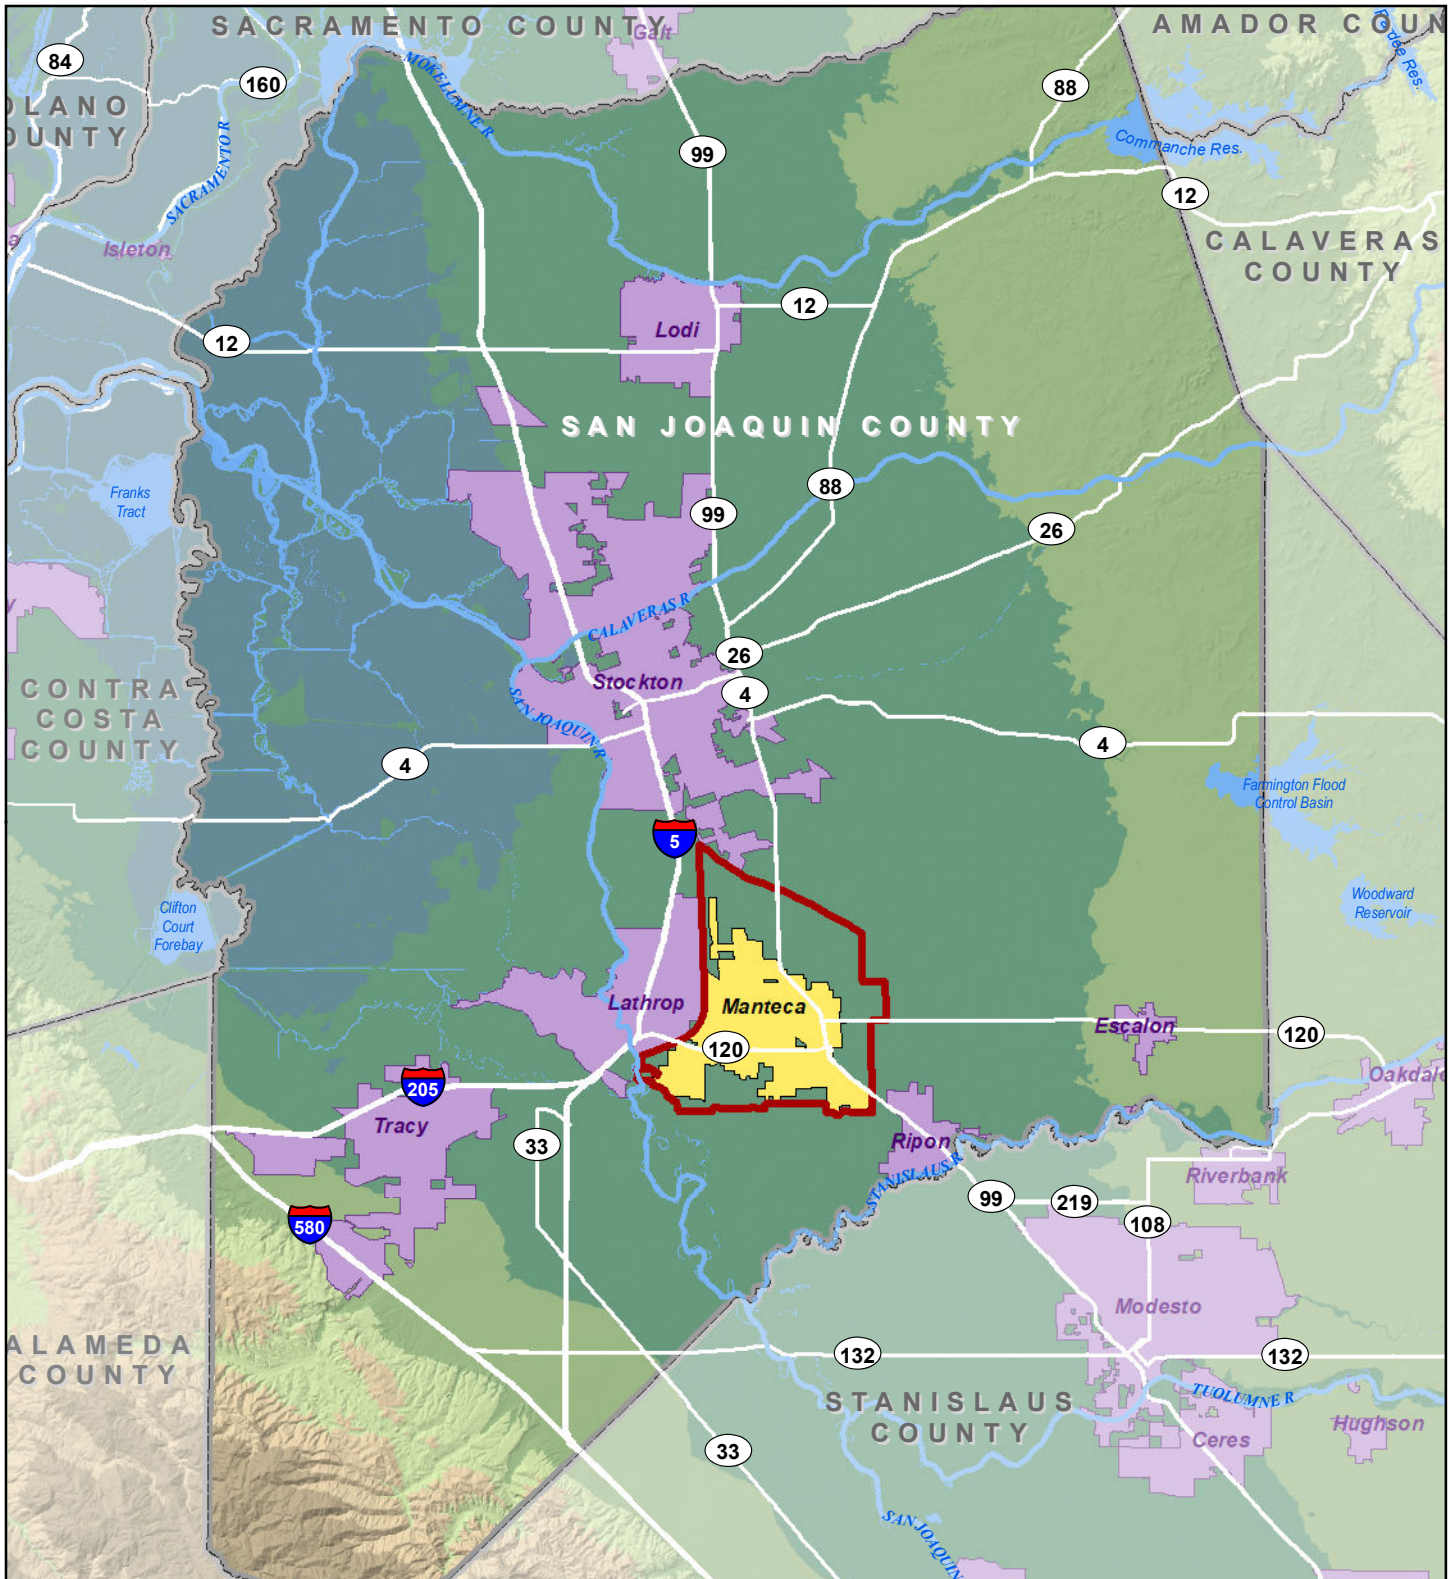 SACRAMENTO COUNTY
AMADOR COUN
Galt
84
160
88
Pardee Res.
OLANO
OUNTY
MOKELUMNE R
SACRAMENTO R
99
Commanche Res.
12
Isleton
CALAVERAS
COUNTY
12
12
Lodi
SAN JOAQUIN COUNTY
Franks
Tract
88
99
26
CALAVERAS R
26
Stockton
4
SAN JOAQUIN R
CONTRA
COSTA
COUNTY
4
4
Farmington Flood
Control Basin
5
Woodward
Reservoir
Clifton
Court
Forebay
Lathrop
Manteca
Escalon
120
120
Oakdale
205
Tracy
33
Ripon
STANISLAUS R
Riverbank
99
219
108
580
Modesto
ALAMEDA
COUNTY
132
132
TUOLUMNE R
STANISLAUS
COUNTY
Hughson
Ceres
33
SAN JOAQUIN